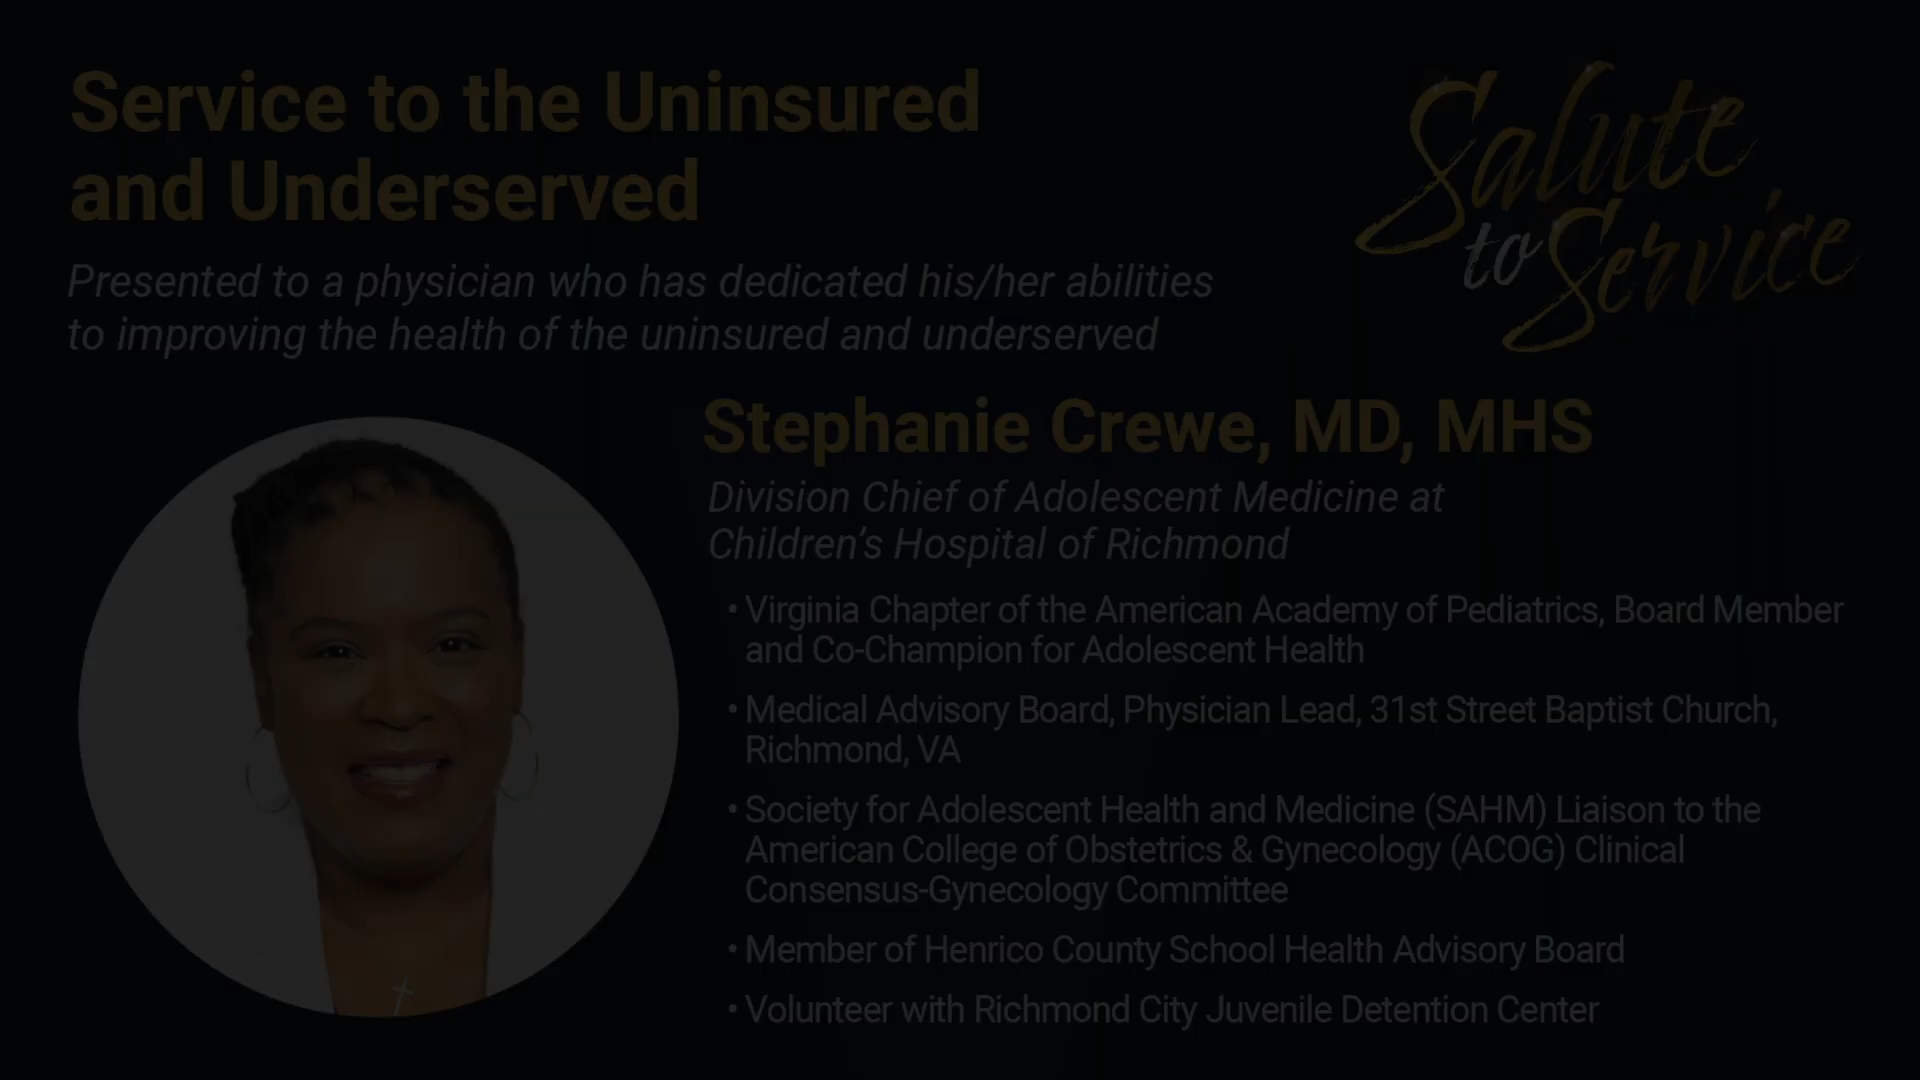 Service to the Uninsured
and Underserved
Presented to a physician who has dedicated his/her abilities
to improving the health of the uninsured and underserved
Salute
to Service
Stephanie Crewe, MD, MHS
Division Chief of Adolescent Medicine at
Children’s Hospital of Richmond
• Virginia Chapter of the American Academy of Pediatrics, Board Member
and Co-Champion for Adolescent Health
• Medical Advisory Board, Physician Lead, 31st Street Baptist Church,
Richmond, VA
• Society for Adolescent Health and Medicine (SAHM) Liaison to the
American College of Obstetrics & Gynecology (ACOG) Clinical
Consensus-Gynecology Committee
• Member of Henrico County School Health Advisory Board
• Volunteer with Richmond City Juvenile Detention Center